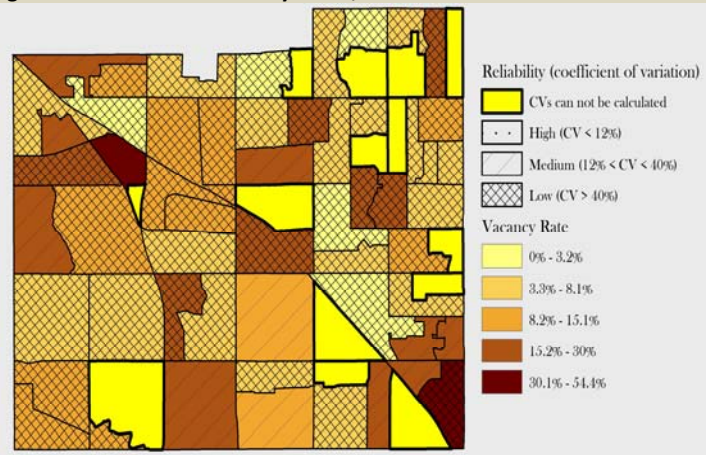 Reliability (coefficient of variation)
CVs can not be calculated
High (CV < 12%)
Medium (12% < CV < 40%)
Low (CV > 40%)
Vacancy Rate
0% - 3.2%
3.3% - 8.1%
8.2% - 15.1%
15.2% - 30%
30.1% - 54.4%